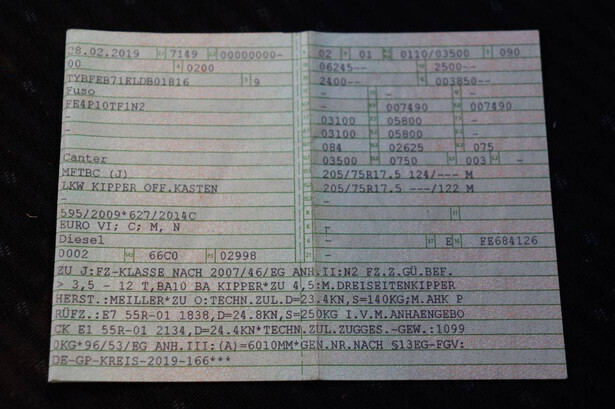 28.02.2019 7149 00000000-
00 0200
TYBFEB71ELDB01B16 9
Fuso
FE4P10TF1N2
-
-
-
Canter
MFTBC (J)
LKW KIPPER OFF.KASTEN
-
595/2009*627/2014C
EURO VI; C; M, N
Diesel
0002 66C0 02998
02 01 0110/03500 090
06245-- 2500--
2400-- 003850--
- -
- 007490 007490
03100 05800 -
03100 05800 -
084 02625 075
03500 0750 003 -
205/75R17.5 124/--- M
205/75R17.5 ---/122 M
-
-
-
- E FE684126
ZU J:FZ-KLASSE NACH 2007/46/EG ANH.II:N2 FZ.Z.GÜ.BEF.
> 3,5 - 12 T,BA10 BA KIPPER*ZU 4,5:M.DREISEITENKIPPER
HERST.:MEILLER*ZU O:TECHN.ZUL.D=23.4KN,S=140KG;M.AHK P
RÜFZ.:E7 55R-01 1838,D=24.8KN,S=250KG I.V.M.ANHAENGEBO
CK E1 55R-01 2134,D=24.4KN*TECHN.ZUL.ZUGGES.-GEW.:1099
0KG*96/53/EG ANH.III:(A)=6010MM*GEN.NR.NACH §13EG-FGV:
DE-GP-KREIS-2019-166***